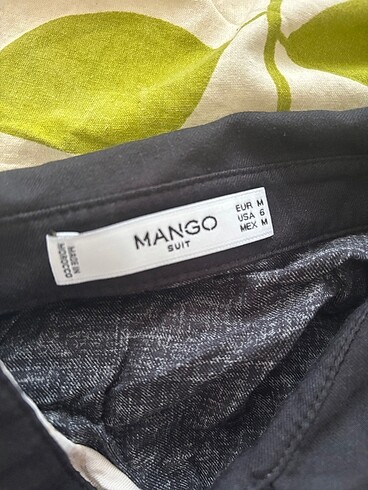 MADE IN
MOROCCO
MANGO
SUIT
EUR M
USA 6
MEX M